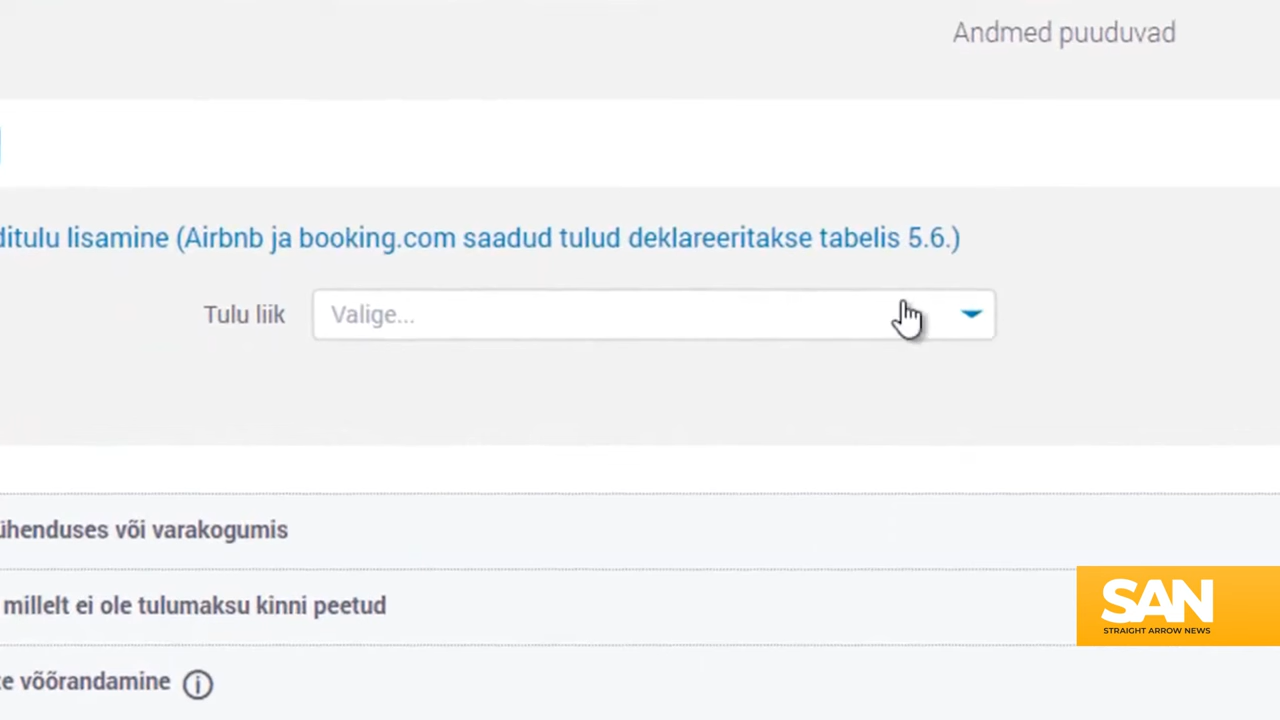 Andmed puuduvad
ditulu lisamine (Airbnb ja booking.com saadud tulud deklareeritakse tabelis 5.6.)
Tulu liik
Valige...
ühenduses või varakogumis
millelt ei ole tulumaksu kinni peetud
te võõrandamine
SAN
STRAIGHT ARROW NEWS